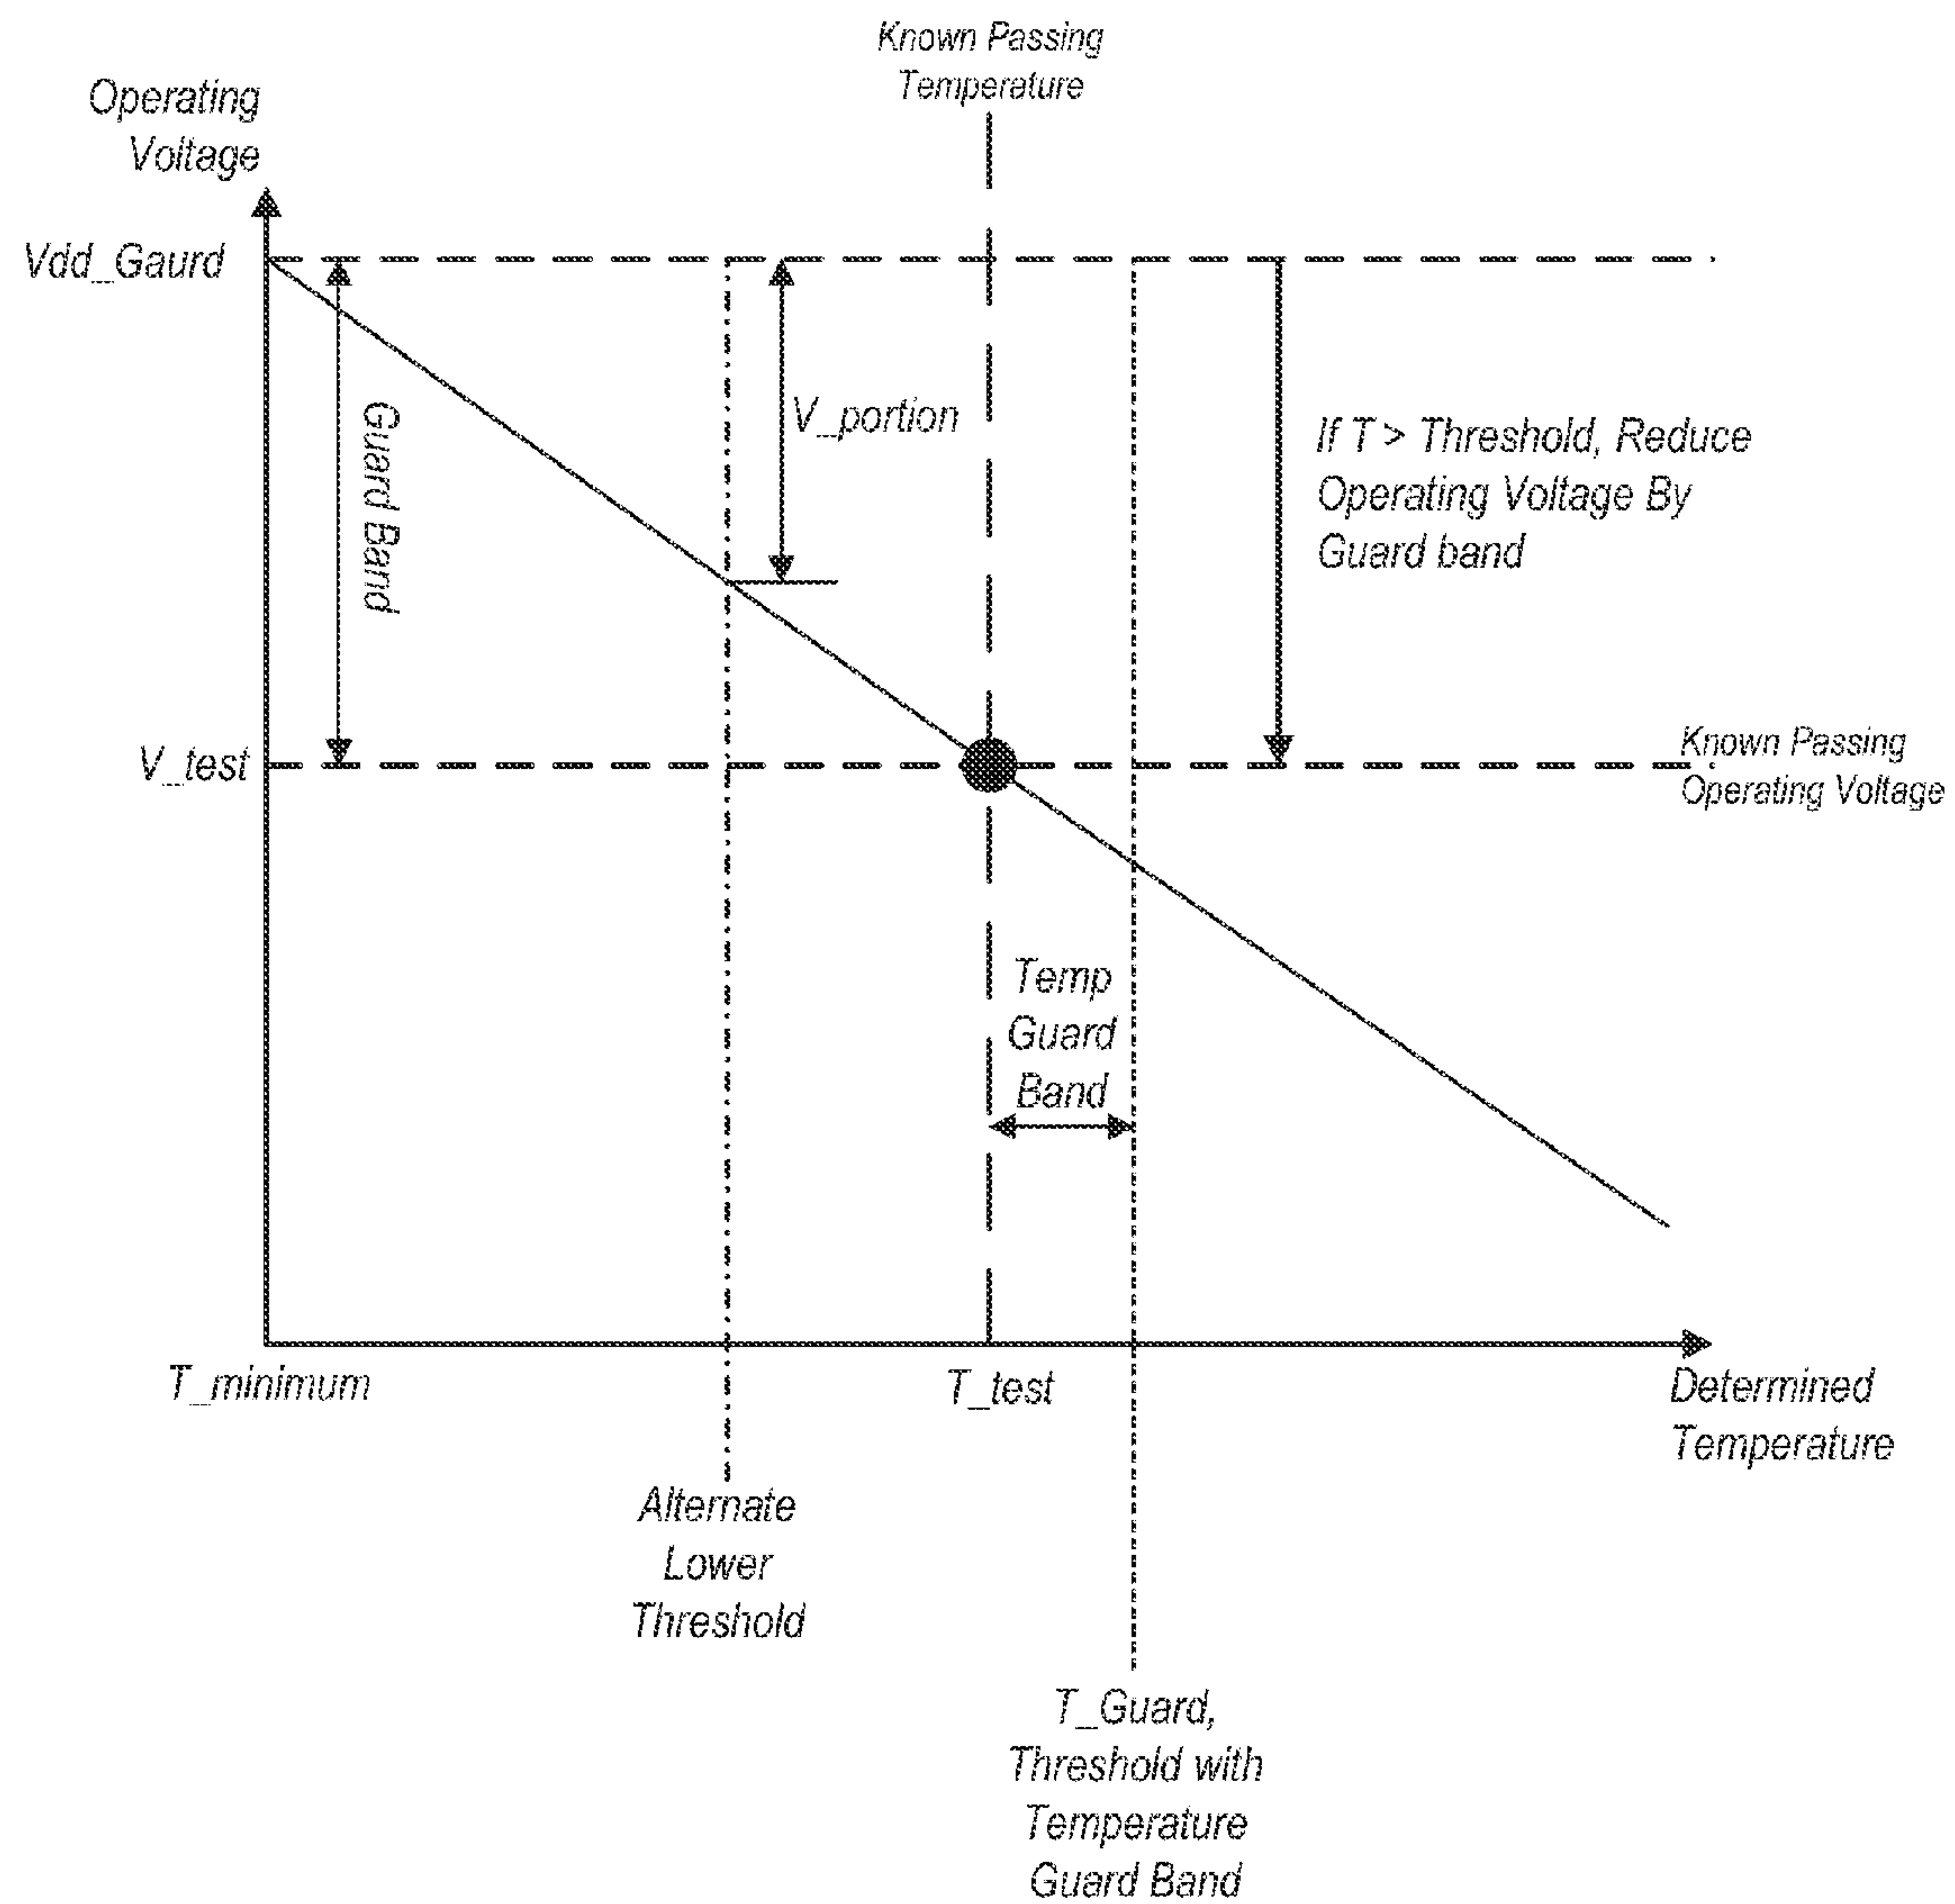 Known Passing
Temperature
Operating
Voltage
Vdd_Gaurd
Guard Band
V_portion
If T > Threshold, Reduce
Operating Voltage By
Guard band
V_test
Known Passing
Operating Voltage
Temp
Guard
Band
T_minimum
T_test
Determined
Temperature
Alternate
Lower
Threshold
T_Guard,
Threshold with
Temperature
Guard Band